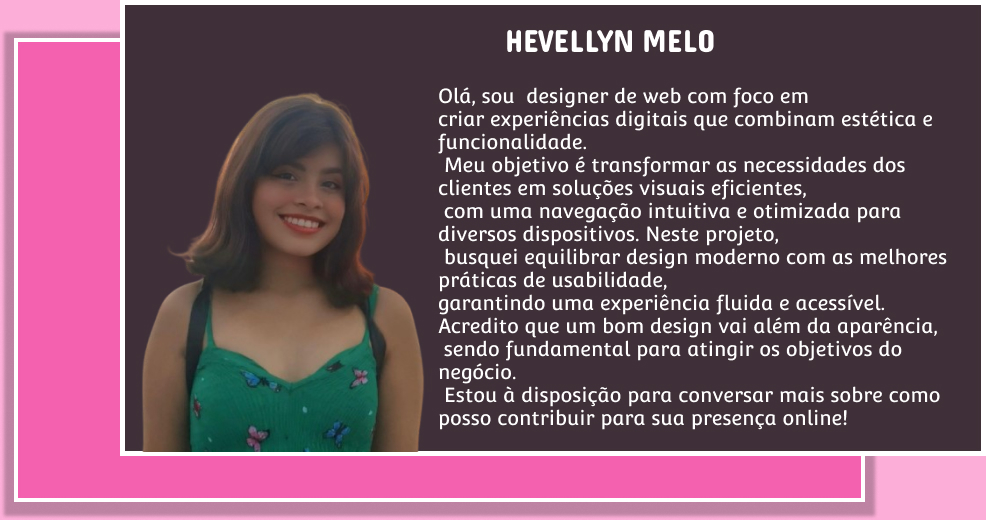 HEVELLYN MELO
Olá, sou designer de web com foco em
criar experiências digitais que combinam estética e
funcionalidade.
Meu objetivo é transformar as necessidades dos
clientes em soluções visuais eficientes,
com uma navegação intuitiva e otimizada para
diversos dispositivos. Neste projeto,
busquei equilibrar design moderno com as melhores
práticas de usabilidade,
garantindo uma experiência fluida e acessível.
Acredito que um bom design vai além da aparência,
sendo fundamental para atingir os objetivos do
negócio.
Estou à disposição para conversar mais sobre como
posso contribuir para sua presença online!